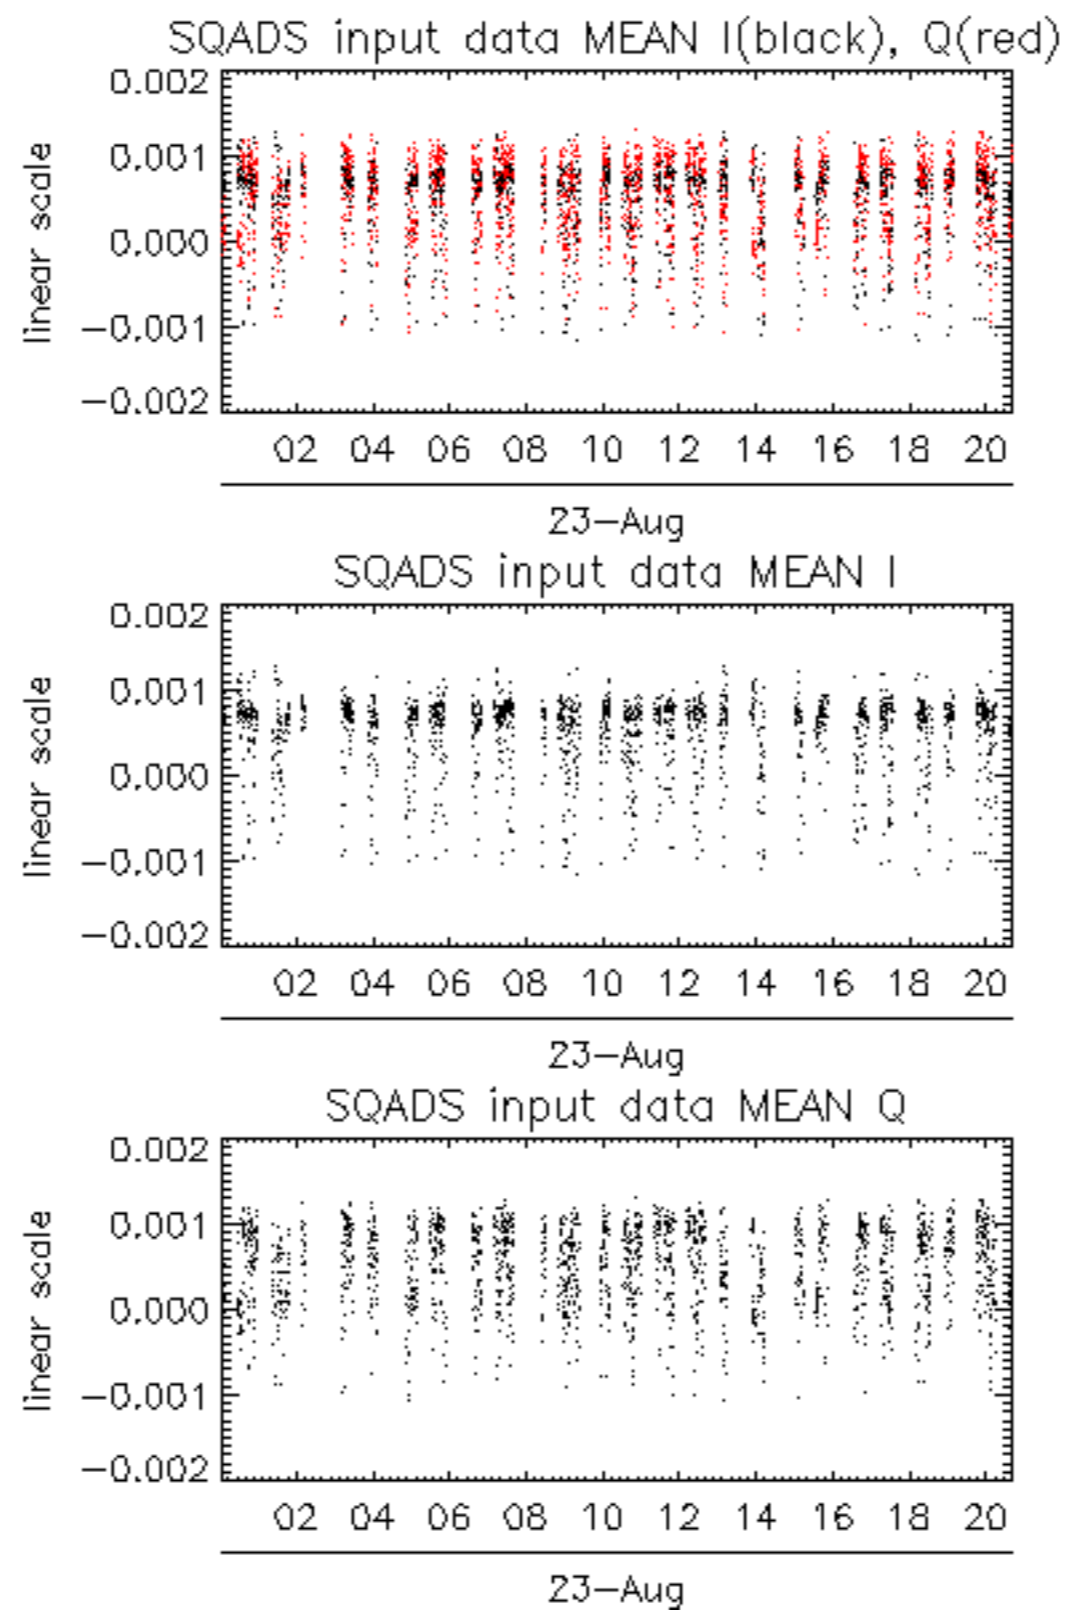 SQADS input data MEAN I(black), Q(red)
0.002
0.001
0.000
−0.001
−0.002
linear scale
02 04 06 08 10 12 14 16 18 20
23−Aug
SQADS input data MEAN I
0.002
0.001
0.000
−0.001
−0.002
linear scale
02 04 06 08 10 12 14 16 18 20
23−Aug
SQADS input data MEAN Q
0.002
0.001
0.000
−0.001
−0.002
linear scale
02 04 06 08 10 12 14 16 18 20
23−Aug